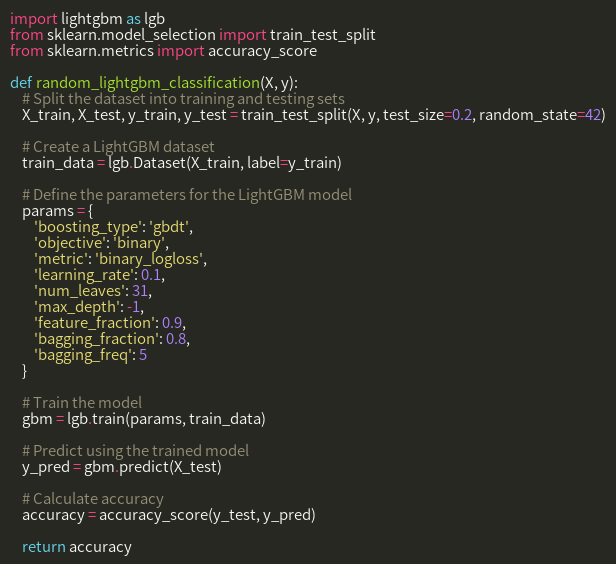 import lightgbm as lgb
from sklearn.model_selection import train_test_split
from sklearn.metrics import accuracy_score

def random_lightgbm_classification(X, y):
    # Split the dataset into training and testing sets
    X_train, X_test, y_train, y_test = train_test_split(X, y, test_size=0.2, random_state=42)

    # Create a LightGBM dataset
    train_data = lgb.Dataset(X_train, label=y_train)

    # Define the parameters for the LightGBM model
    params = {
        'boosting_type': 'gbdt',
        'objective': 'binary',
        'metric': 'binary_logloss',
        'learning_rate': 0.1,
        'num_leaves': 31,
        'max_depth': -1,
        'feature_fraction': 0.9,
        'bagging_fraction': 0.8,
        'bagging_freq': 5
    }

    # Train the model
    gbm = lgb.train(params, train_data)

    # Predict using the trained model
    y_pred = gbm.predict(X_test)

    # Calculate accuracy
    accuracy = accuracy_score(y_test, y_pred)

    return accuracy